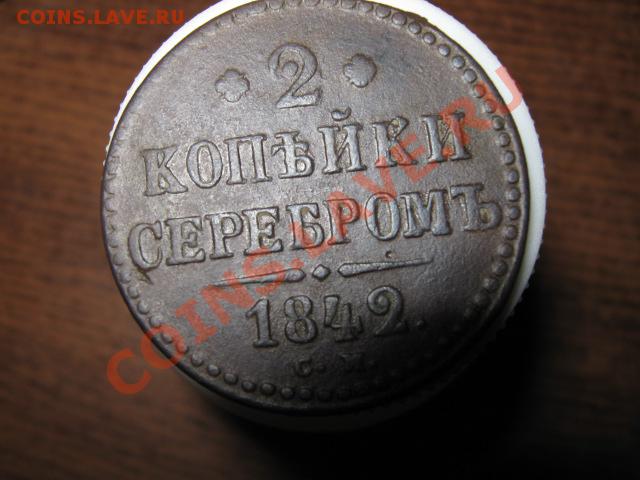 COINS.LAVE.RU
2
КОПѢЙКИ
СЕРЕБРОМЪ
1842.
С. М.
COINS.LAVE.RU